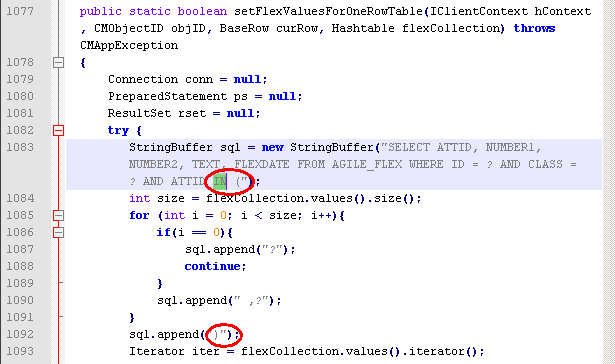 1077 public static boolean setFlexValuesForOneRowTable(IClientContext hContext
, CMObjectID objID, BaseRow curRow, Hashtable flexCollection) throws
CMAppException
1078 {
1079 Connection conn = null;
1080 PreparedStatement ps = null;
1081 ResultSet rset = null;
1082 try {
1083 StringBuffer sql = new StringBuffer("SELECT ATTID, NUMBER1,
NUMBER2, TEXT, FLEXDATE FROM AGILE_FLEX WHERE ID = ? AND CLASS =
? AND ATTID IN (");
1084 int size = flexCollection.values().size();
1085 for (int i = 0; i < size; i++){
1086 if(i == 0){
1087 sql.append("?");
1088 continue;
1089 }
1090 sql.append(" ,?");
1091 }
1092 sql.append(")");
1093 Iterator iter = flexCollection.values().iterator();